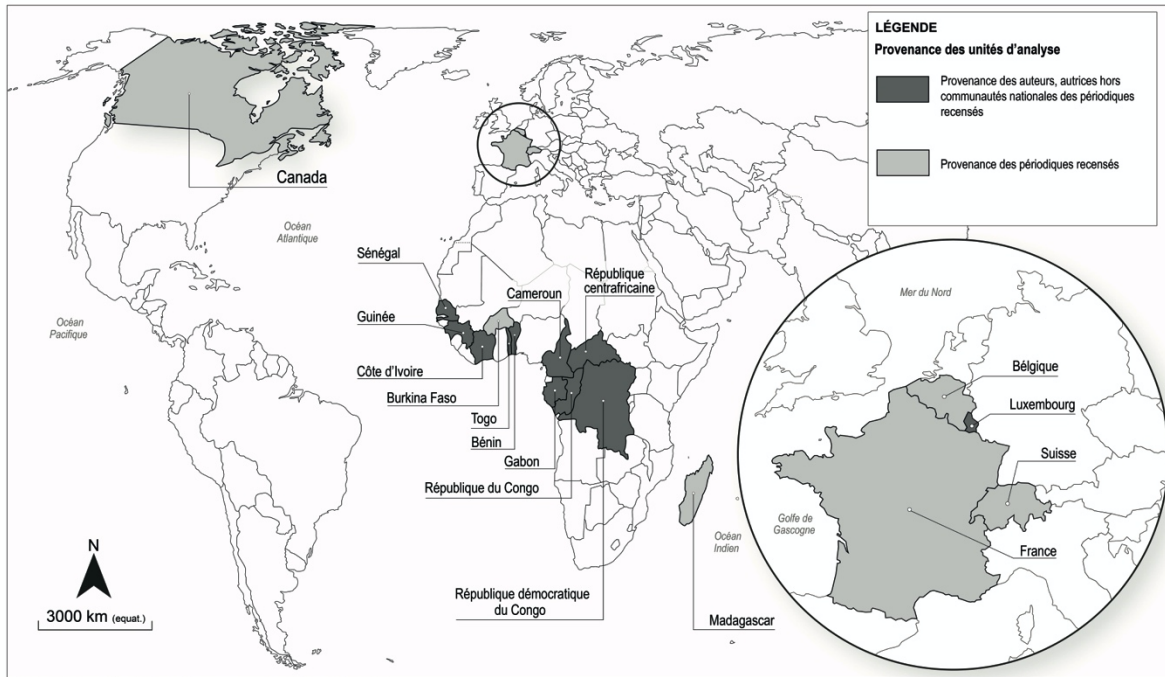 LÉGENDE
Provenance des unités d'analyse
Provenance des auteurs, autrices hors
communautés nationales des périodiques
recensés
Provenance des périodiques recensés
Canada
Océan
Atlantique
Océan
Pacifique
Sénégal
Guinée
Côte d'Ivoire
Burkina Faso
Togo
Bénin
Gabon
République du Congo
Cameroun
République
centrafricaine
République démocratique
du Congo
Madagascar
Océan
Indien
Mer du Nord
Bélgique
Luxembourg
Suisse
France
Golfe de
Gascogne
N
3000 km (equat.)